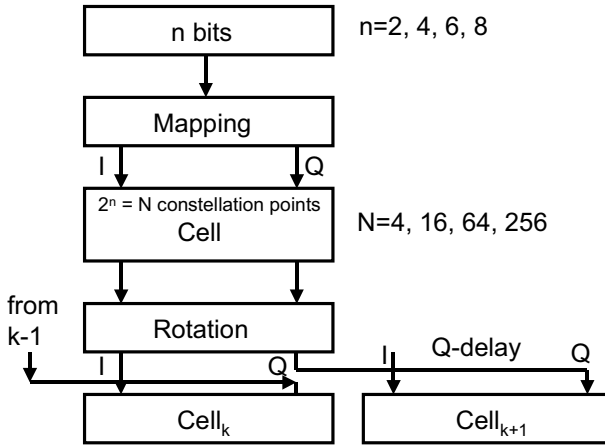 n bits
n=2, 4, 6, 8
Mapping
I
Q
2ⁿ = N constellation points
Cell
N=4, 16, 64, 256
from
k-1
Rotation
I
Q
I
Q-delay
Q
Cellₖ
Cellₖ₊₁